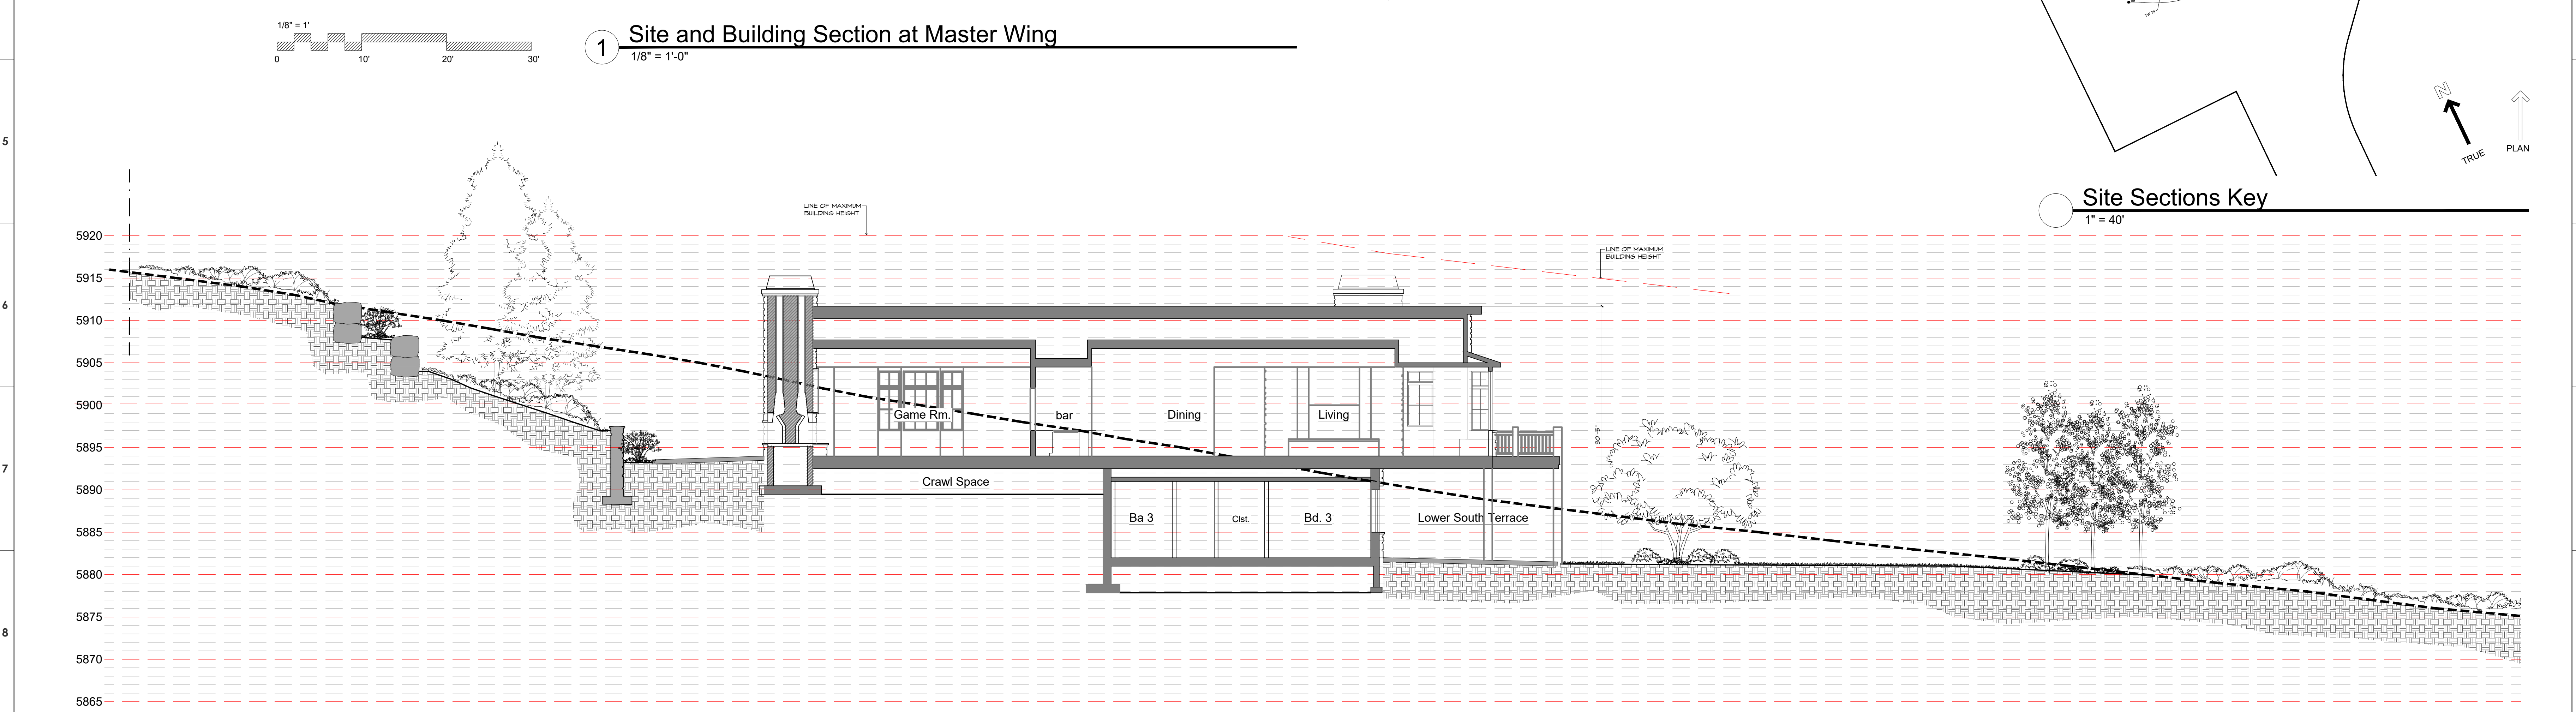 1/8" = 1'
0 10' 20' 30'
1
Site and Building Section at Master Wing
1/8" = 1'-0"
N
TRUE
PLAN
Site Sections Key
1" = 40'
5
6
7
8
LINE OF MAXIMUM
BUILDING HEIGHT
LINE OF MAXIMUM
BUILDING HEIGHT
5920
5915
5910
5905
5900
5895
5890
5885
5880
5875
5870
5865
Game Rm.
bar
Dining
Living
30'-5"
Crawl Space
Ba 3
Clst.
Bd. 3
Lower South Terrace